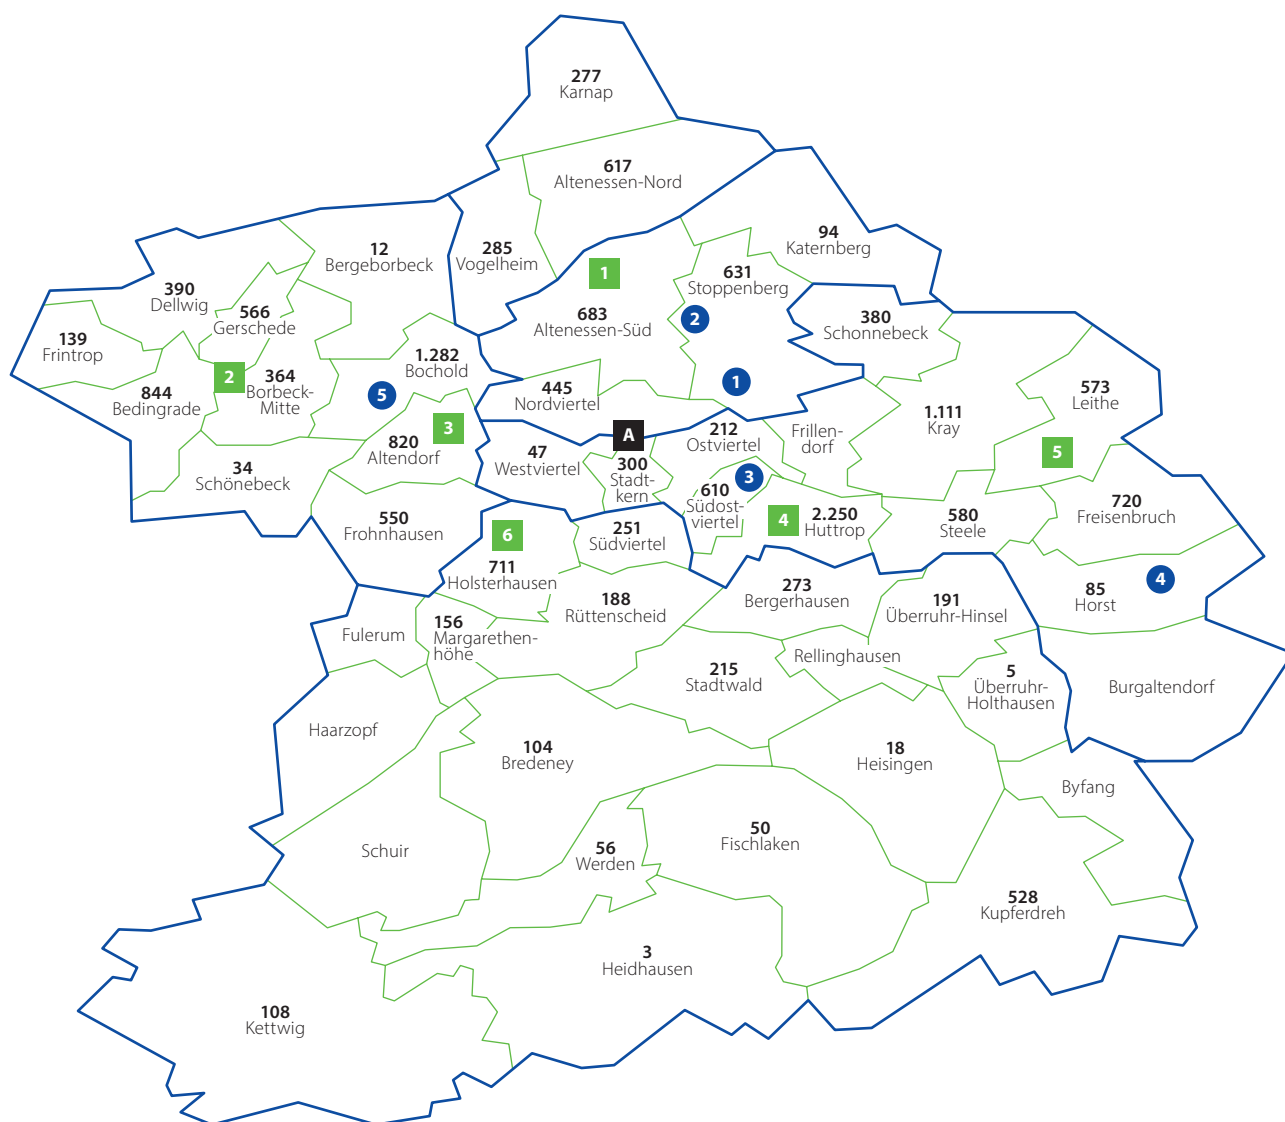 277
Karnap
617
Altenessen-Nord
94
Katernberg
12
Bergeborbeck
285
Vogelheim
1
631
Stoppenberg
390
Dellwig
566
Gerschede
683
Altenessen-Süd
2
380
Schonnebeck
139
Frintrop
1.282
Bochold
844
Bedingrade
2
364
Borbeck-
Mitte
5
445
Nordviertel
1
573
Leithe
1.111
Kray
3
820
Altendorf
A
212
Ostviertel
Frillen-
dorf
5
34
Schönebeck
47
Westviertel
300
Stadt-
kern
610
Südost-
viertel
3
550
Frohnhausen
6
251
Südviertel
4
2.250
Huttrop
580
Steele
720
Freisenbruch
711
Holsterhausen
188
Rüttenscheid
273
Bergerhausen
191
Überruhr-Hinsel
85
Horst
4
Fulerum
156
Margarethen-
höhe
Rellinghausen
215
Stadtwald
5
Überruhr-
Holthausen
Burgaltendorf
Haarzopf
104
Bredeney
18
Heisingen
Byfang
Schuir
56
Werden
50
Fischlaken
528
Kupferdreh
3
Heidhausen
108
Kettwig